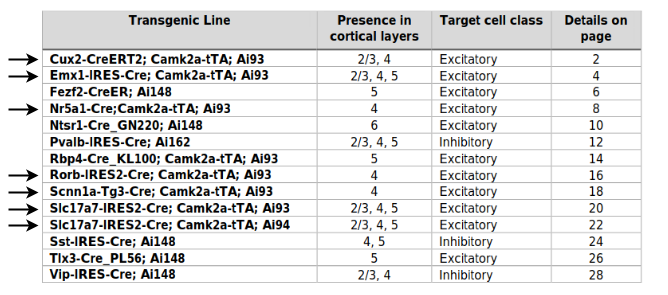 Transgenic Line Presence in cortical layers Target cell class Details on page
Cux2-CreERT2; Camk2a-tTA; Ai93 2/3, 4 Excitatory 2
Emx1-IRES-Cre; Camk2a-tTA; Ai93 2/3, 4, 5 Excitatory 4
Fezf2-CreER; Ai148 5 Excitatory 6
Nr5a1-Cre;Camk2a-tTA; Ai93 4 Excitatory 8
Ntsr1-Cre_GN220; Ai148 6 Excitatory 10
Pvalb-IRES-Cre; Ai162 2/3, 4, 5 Inhibitory 12
Rbp4-Cre_KL100; Camk2a-tTA; Ai93 5 Excitatory 14
Rorb-IRES2-Cre; Camk2a-tTA; Ai93 4 Excitatory 16
Scnn1a-Tg3-Cre; Camk2a-tTA; Ai93 4 Excitatory 18
Slc17a7-IRES2-Cre; Camk2a-tTA; Ai93 2/3, 4, 5 Excitatory 20
Slc17a7-IRES2-Cre; Camk2a-tTA; Ai94 2/3, 4, 5 Excitatory 22
Sst-IRES-Cre; Ai148 4, 5 Inhibitory 24
Tlx3-Cre_PL56; Ai148 5 Excitatory 26
Vip-IRES-Cre; Ai148 2/3, 4 Inhibitory 28